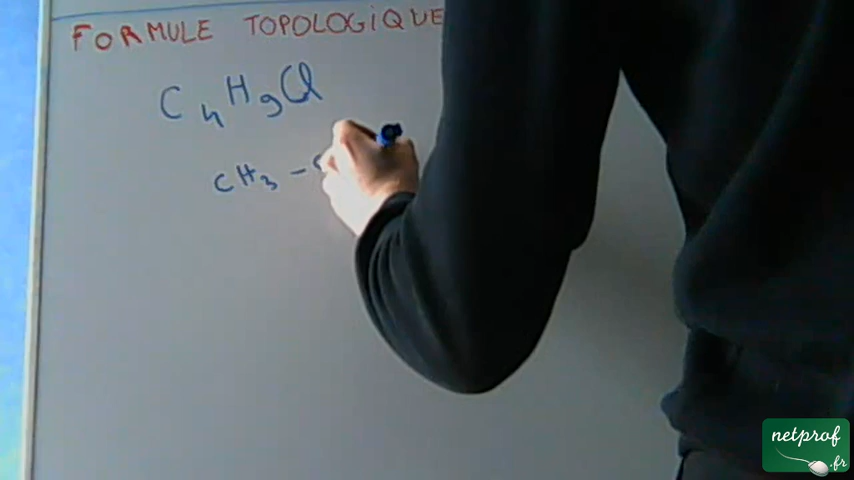 FORMULE TOPOLOGIQUE
C₄H₉Cl
CH₃ –
netprof
.fr